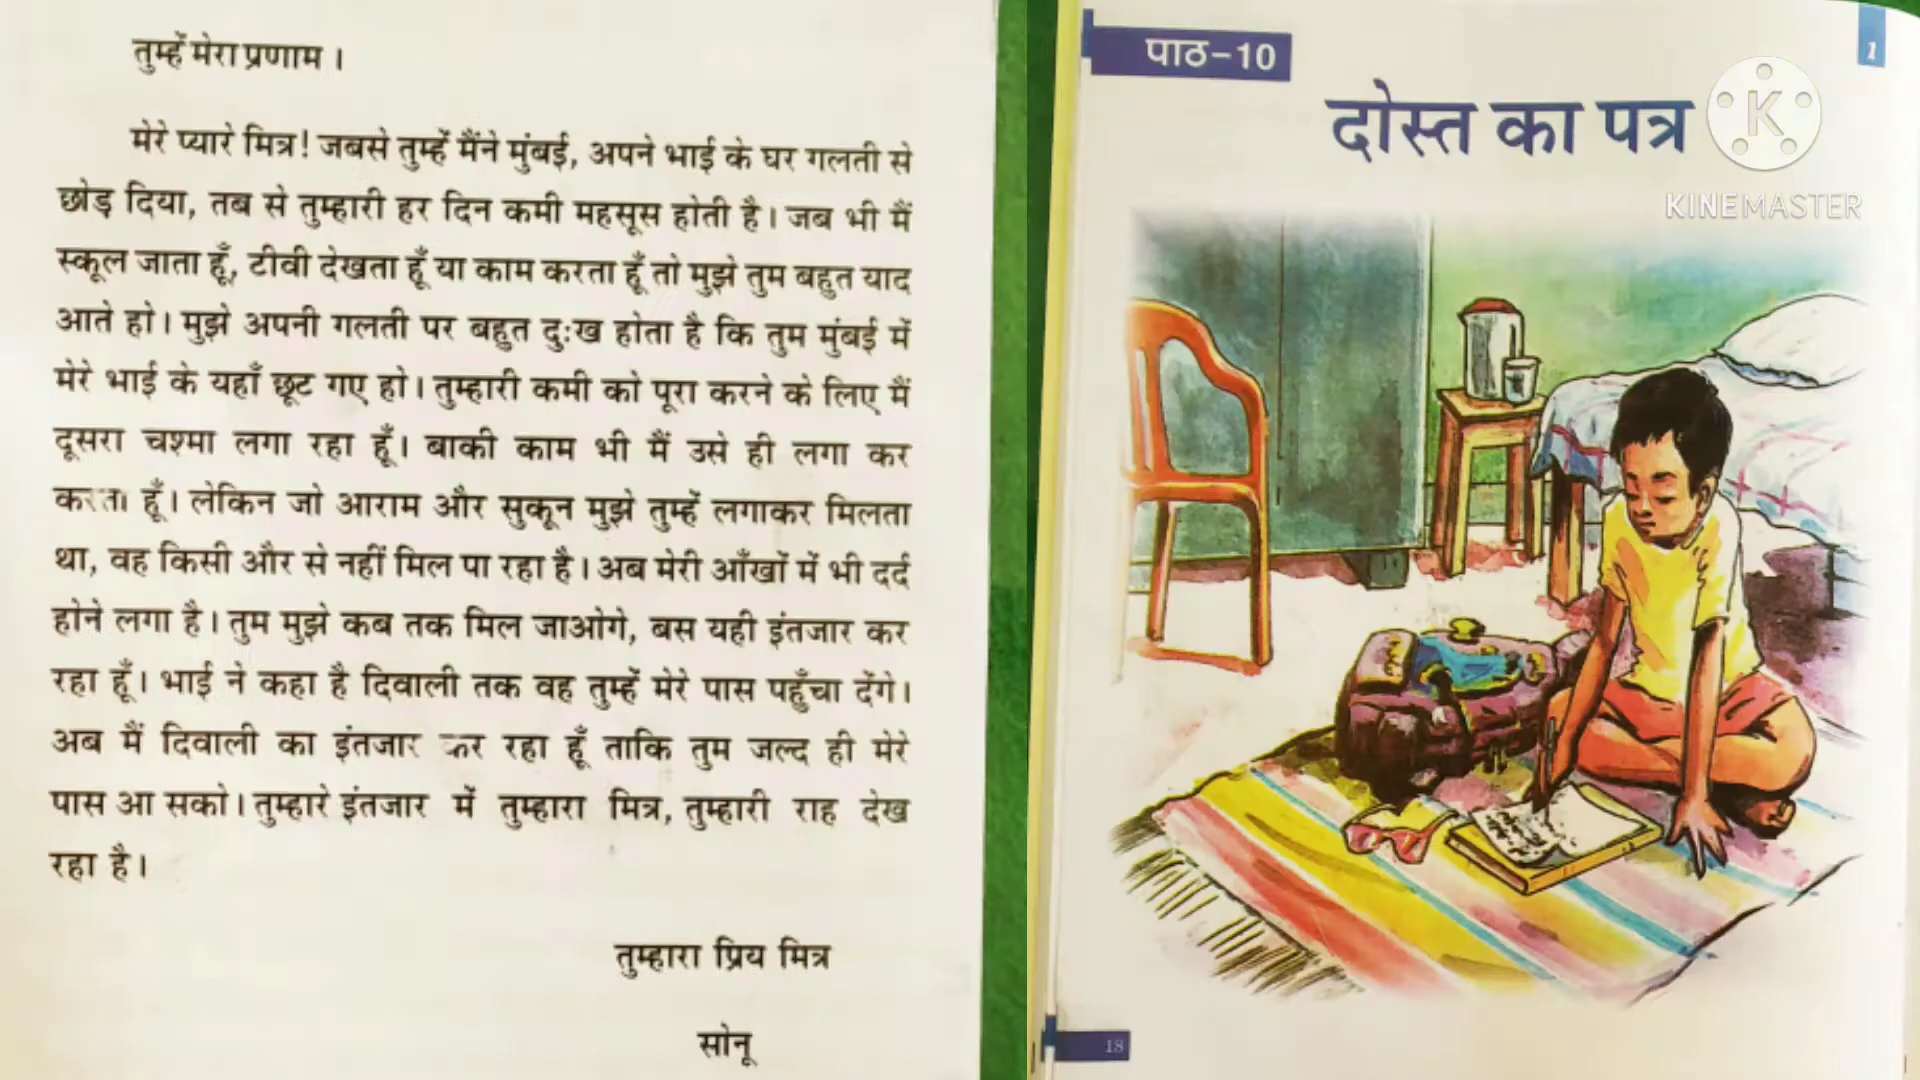 तुम्हें मेरा प्रणाम ।
मेरे प्यारे मित्र! जबसे तुम्हें मैंने मुंबई, अपने भाई के घर गलती से
छोड़ दिया, तब से तुम्हारी हर दिन कमी महसूस होती है। जब भी मैं
स्कूल जाता हूँ, टीवी देखता हूँ या काम करता हूँ तो मुझे तुम बहुत याद
आते हो। मुझे अपनी गलती पर बहुत दुःख होता है कि तुम मुंबई में
मेरे भाई के यहाँ छूट गए हो। तुम्हारी कमी को पूरा करने के लिए मैं
दूसरा चश्मा लगा रहा हूँ। बाकी काम भी मैं उसे ही लगा कर
करता हूँ। लेकिन जो आराम और सुकून मुझे तुम्हें लगाकर मिलता
था, वह किसी और से नहीं मिल पा रहा है। अब मेरी आँखों में भी दर्द
होने लगा है। तुम मुझे कब तक मिल जाओगे, बस यही इंतजार कर
रहा हूँ। भाई ने कहा है दिवाली तक वह तुम्हें मेरे पास पहुँचा देंगे।
अब मैं दिवाली का इंतजार कर रहा हूँ ताकि तुम जल्द ही मेरे
पास आ सको। तुम्हारे इंतजार में तुम्हारा मित्र, तुम्हारी राह देख
रहा है।
तुम्हारा प्रिय मित्र
सोनू
पाठ-10
1
दोस्त का पत्र
K
KINEMASTER
18